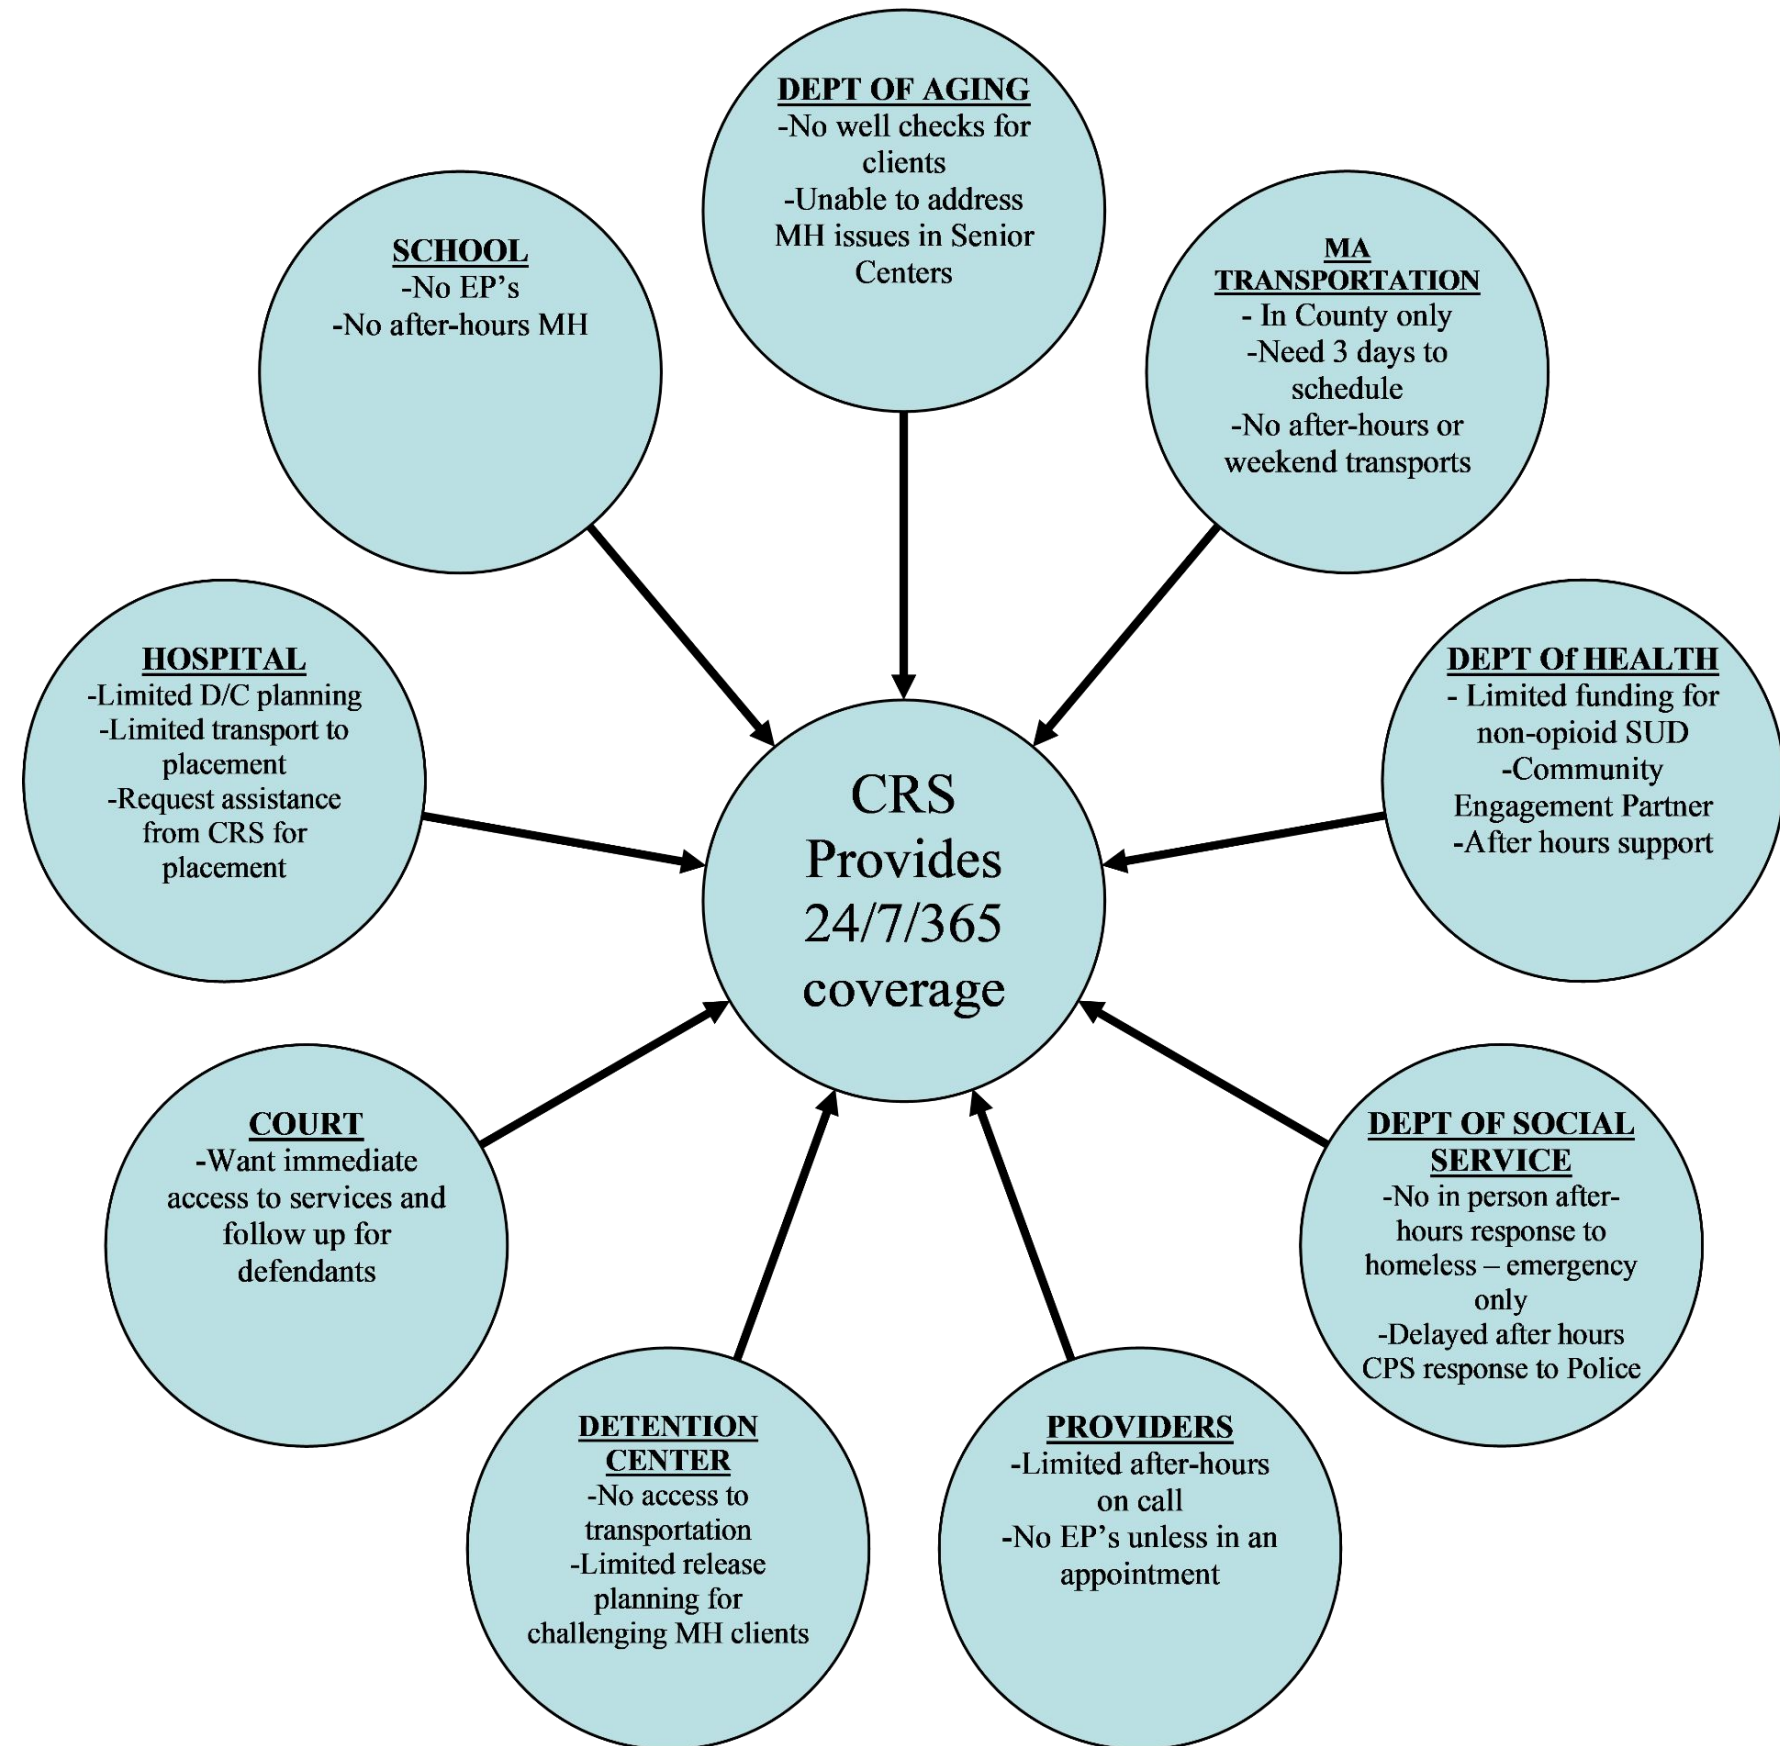 DEPT OF AGING
-No well checks for
clients
-Unable to address
MH issues in Senior
Centers
SCHOOL
-No EP’s
-No after-hours MH
MA
TRANSPORTATION
- In County only
-Need 3 days to
schedule
-No after-hours or
weekend transports
HOSPITAL
-Limited D/C planning
-Limited transport to
placement
-Request assistance
from CRS for
placement
DEPT Of HEALTH
- Limited funding for
non-opioid SUD
-Community
Engagement Partner
-After hours support
CRS
Provides
24/7/365
coverage
COURT
-Want immediate
access to services and
follow up for
defendants
DEPT OF SOCIAL
SERVICE
-No in person after-
hours response to
homeless – emergency
only
-Delayed after hours
CPS response to Police
DETENTION
CENTER
-No access to
transportation
-Limited release
planning for
challenging MH clients
PROVIDERS
-Limited after-hours
on call
-No EP’s unless in an
appointment